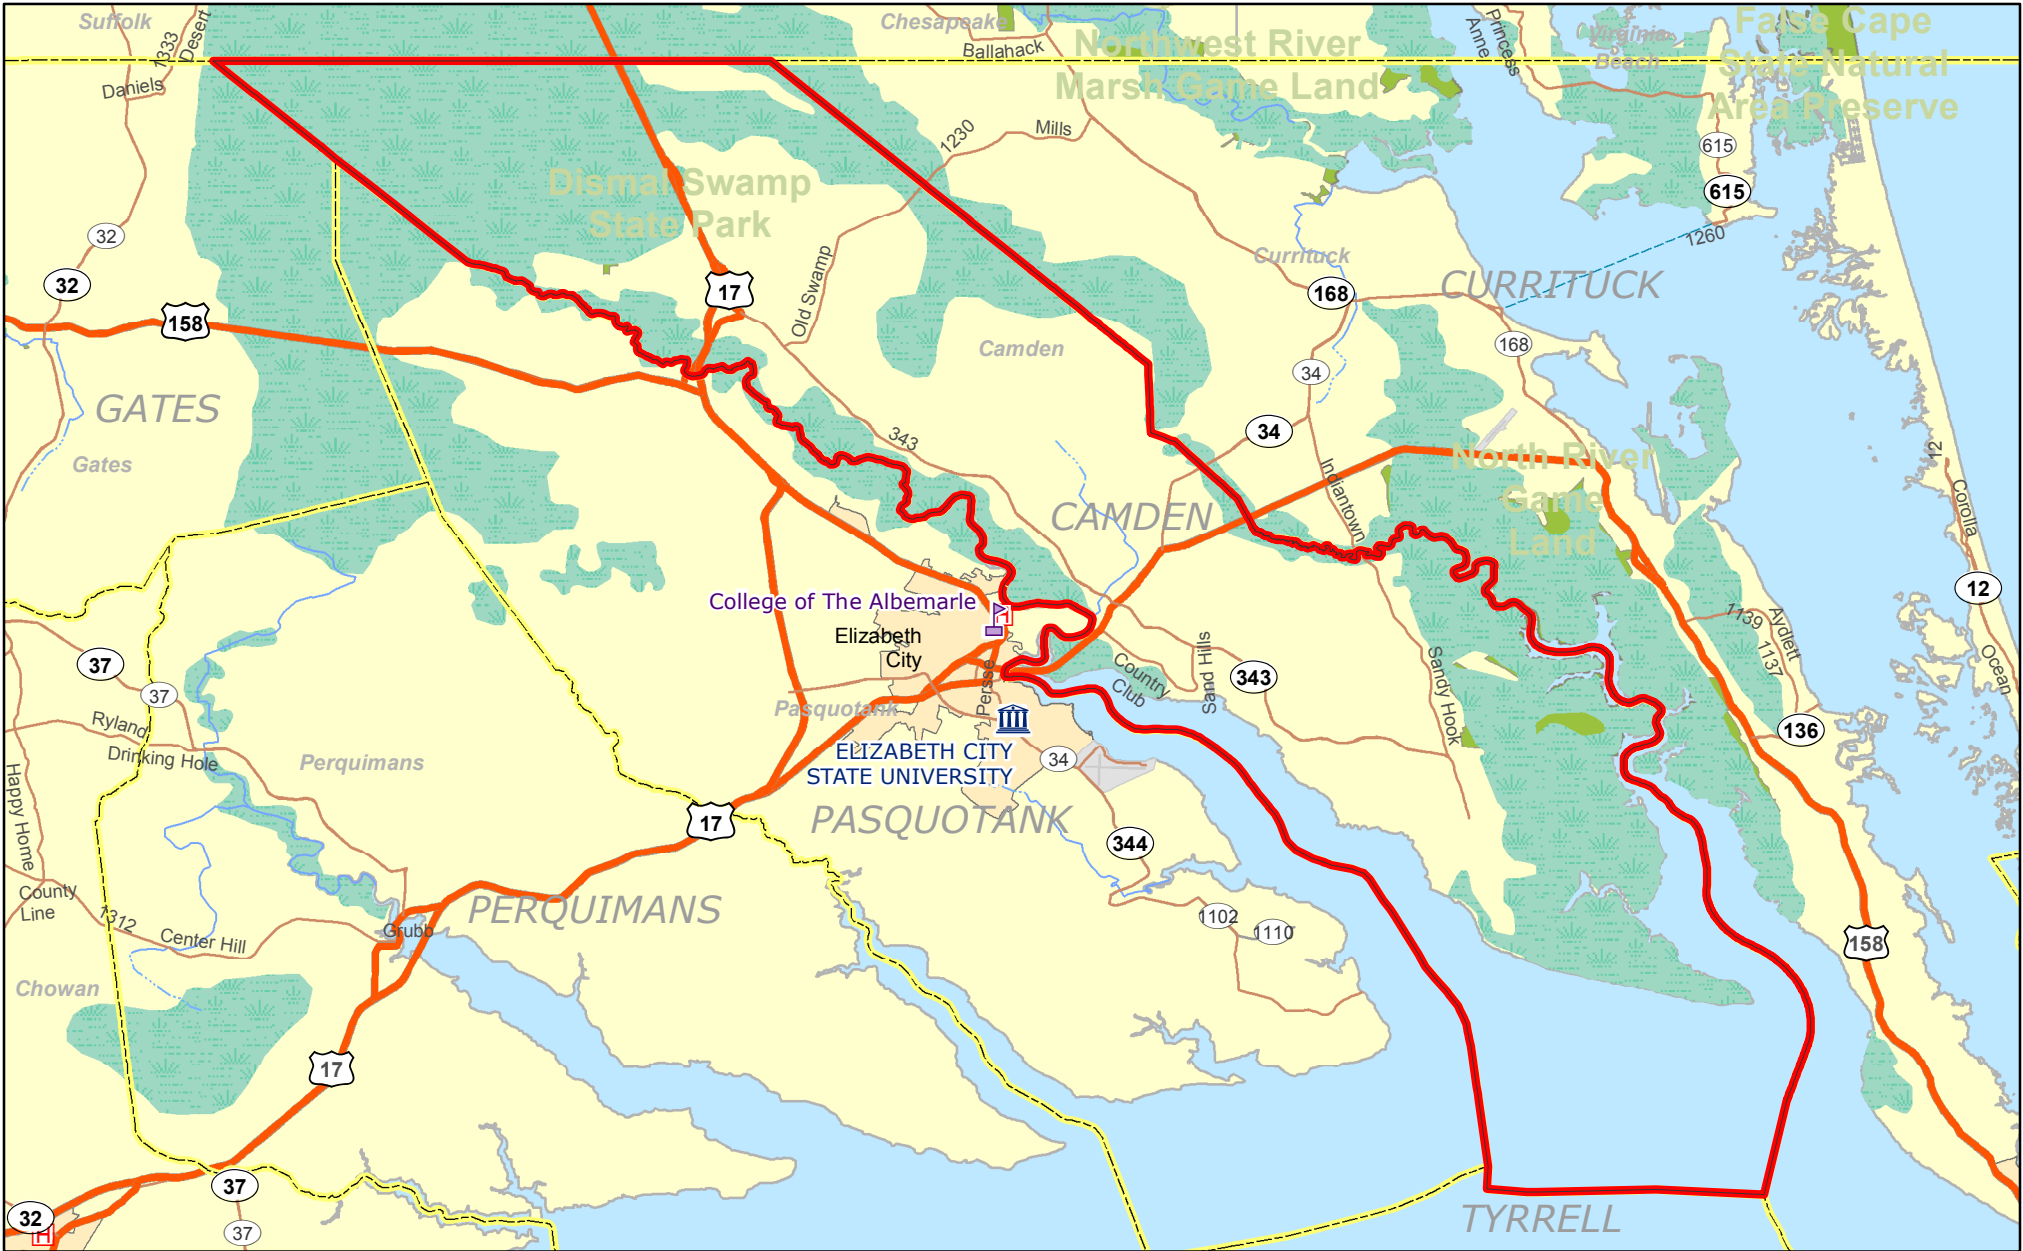 Suffolk
1333
Desert
Daniels
Chesapeake
Ballahack
Northwest River
Marsh Game Land
Princess
Anne
Virginia
Beach
False Cape
State Natural
Area Preserve
1230
Mills
615
615
1260
Dismal Swamp
State Park
32
32
158
17
Old Swamp
Currituck
168
CURRITUCK
168
Camden
34
34
GATES
Gates
343
Indiantown
North River
Game
Land
12
Corolla
CAMDEN
12
College of The Albemarle
H
Elizabeth
City
Persse
Country
Club
Sand Hills
343
Sandy Hook
1139
Aydlett
1137
Ocean
136
37
37
Ryland
Drinking Hole
Happy Home
Perquimans
Pasquotank
ELIZABETH CITY
STATE UNIVERSITY
34
17
PASQUOTANK
344
County
Line
1312
Center Hill
Grubb
PERQUIMANS
1102
1110
158
Chowan
17
37
37
32
H
TYRRELL